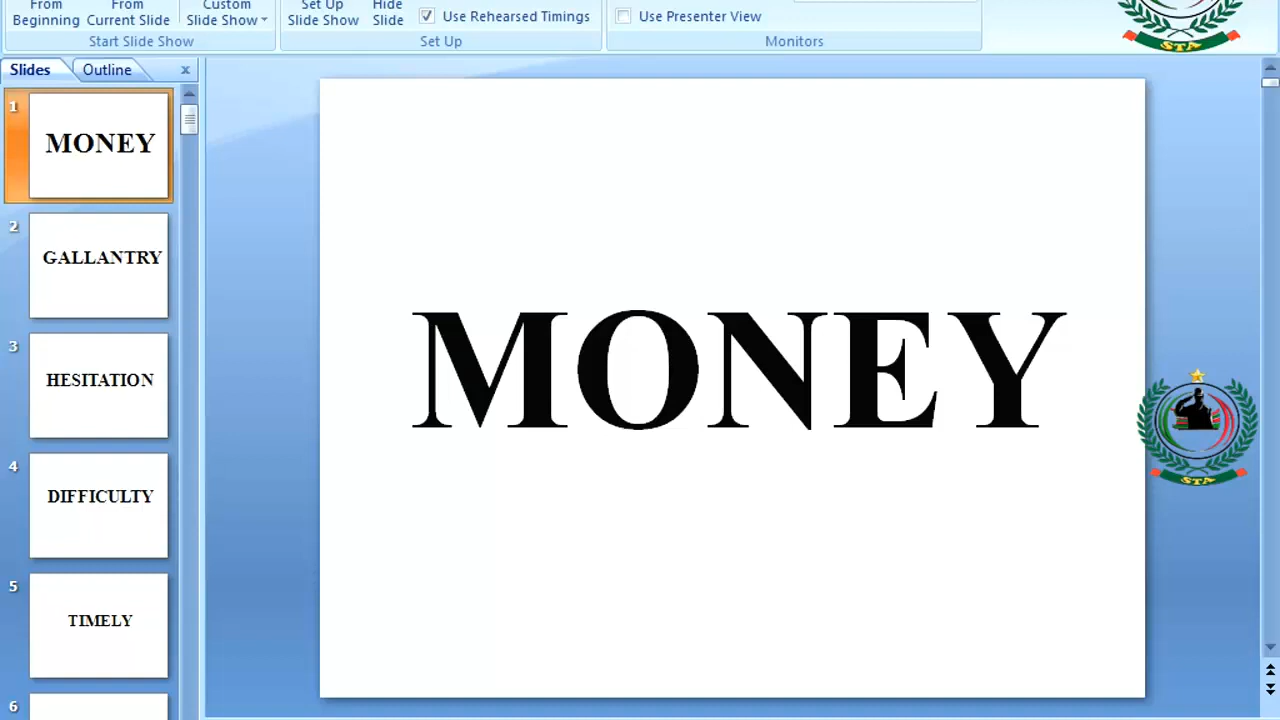 From Beginning
From Current Slide
Custom Slide Show
Set Up Slide Show
Hide Slide
Use Rehearsed Timings
Use Presenter View
Start Slide Show
Set Up
Monitors
STA
Slides
Outline
x
1
MONEY
2
GALLANTRY
3
HESITATION
4
DIFFICULTY
5
TIMELY
6
MONEY
STA